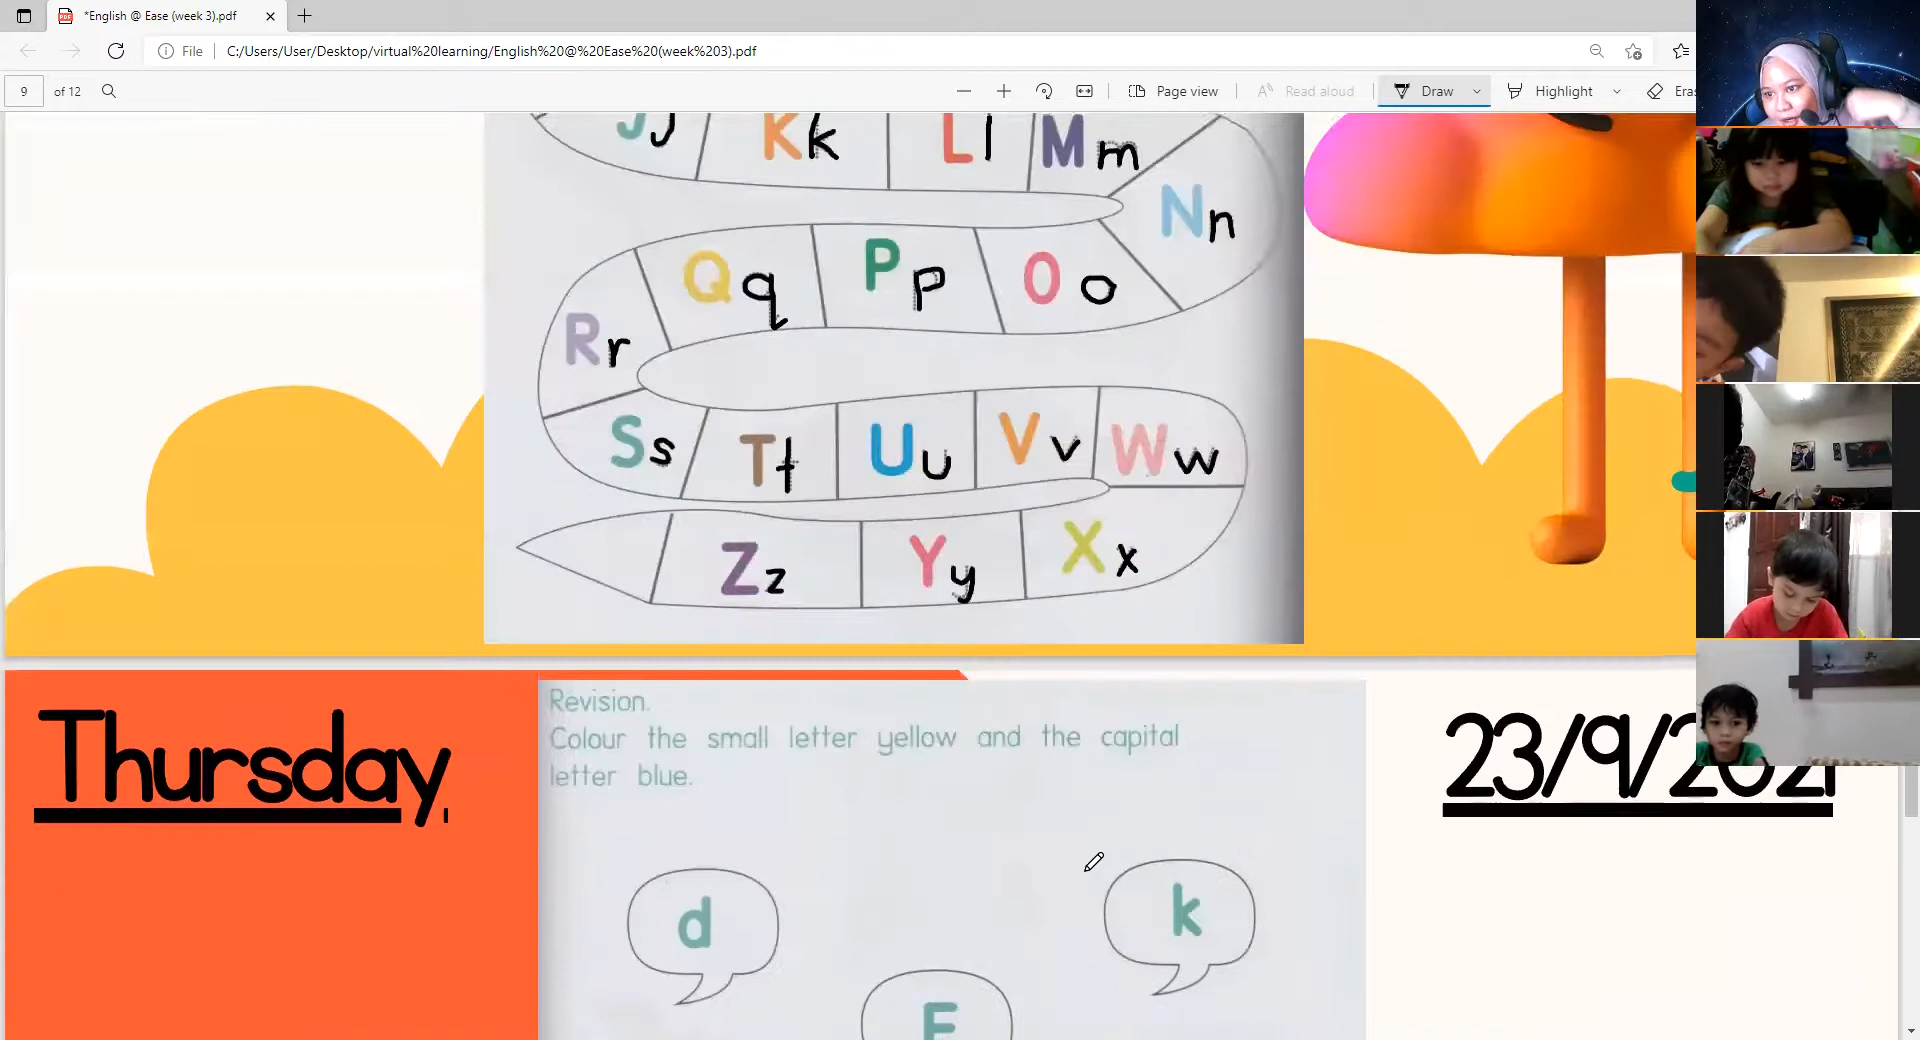 *English @ Ease (week 3).pdf
File
C:/Users/User/Desktop/virtual%20learning/English%20@%20Ease%20(week%203).pdf
9 of 12
Page view
Read aloud
Draw
Highlight
Jj Kk Ll Mm
Nn
Qq Pp Oo
Rr
Ss Tt Uu Vv Ww
Zz Yy Xx
Thursday
23/9/2021
Revision.
Colour the small letter yellow and the capital
letter blue.
d
k